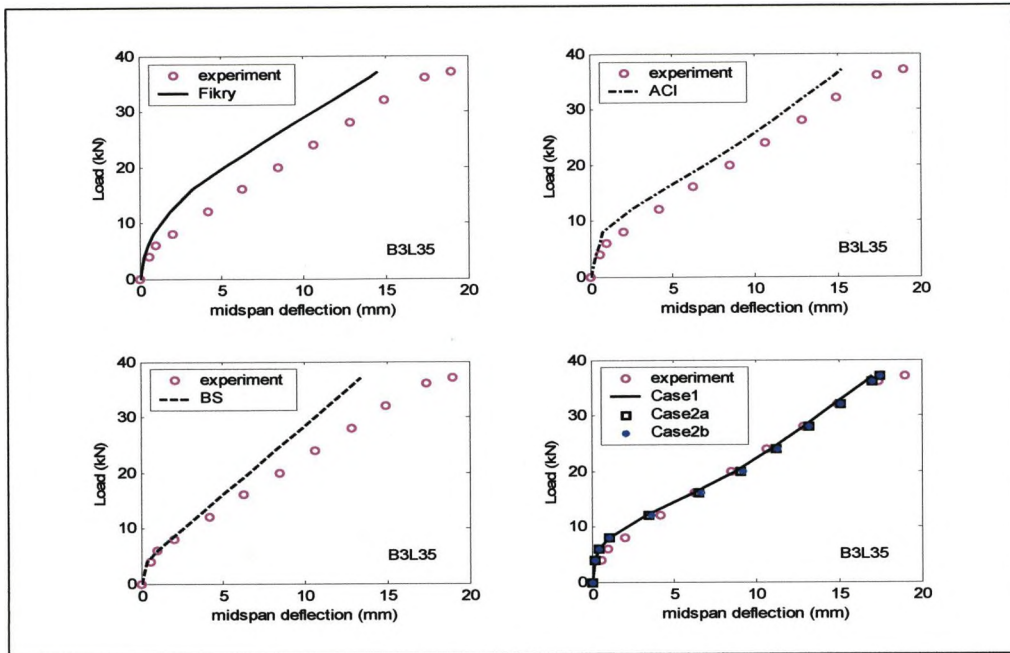 40
30
20
10
0
Load (kN)
experiment
Fikry
B3L35
0 5 10 15 20
midspan deflection (mm)
40
30
20
10
0
Load (kN)
experiment
ACI
B3L35
0 5 10 15 20
midspan deflection (mm)
40
30
20
10
0
Load (kN)
experiment
BS
B3L35
0 5 10 15 20
midspan deflection (mm)
40
30
20
10
0
Load (kN)
experiment
Case1
Case2a
Case2b
B3L35
0 5 10 15 20
midspan deflection (mm)